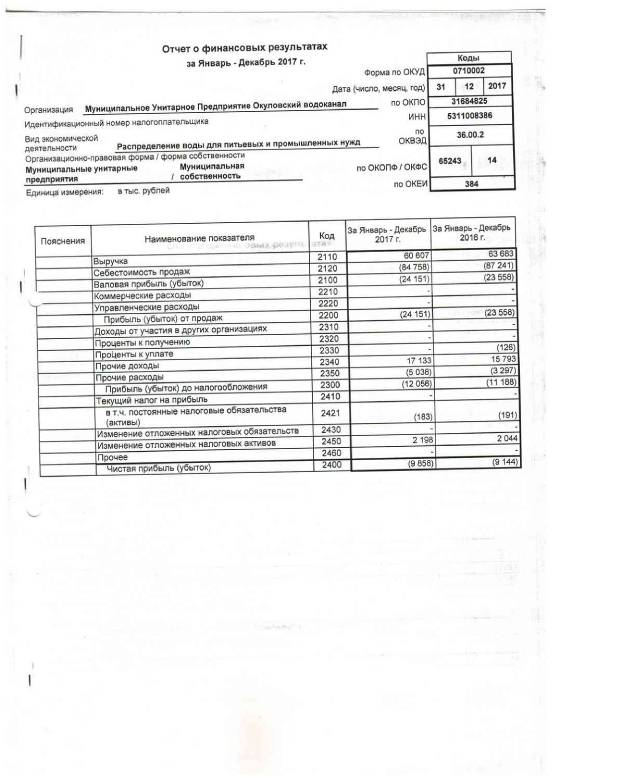 Отчет о финансовых результатах
за Январь - Декабрь 2017 г.
Коды
Форма по ОКУД 0710002
Дата (число, месяц, год) 31 12 2017
Организация Муниципальное Унитарное Предприятие Окуловский водоканал по ОКПО 31684825
Идентификационный номер налогоплательщика ИНН 5311008386
Вид экономической деятельности Распределение воды для питьевых и промышленных нужд по ОКВЭД 36.00.2
Организационно-правовая форма / форма собственности
Муниципальные унитарные предприятия / Муниципальная собственность по ОКОПФ / ОКФС 65243 14
Единица измерения: в тыс. рублей по ОКЕИ 384
Пояснения Наименование показателя Код За Январь - Декабрь 2017 г. За Январь - Декабрь 2016 г.
Выручка 2110 60 607 63 683
Себестоимость продаж 2120 (84 758) (87 241)
Валовая прибыль (убыток) 2100 (24 151) (23 558)
Коммерческие расходы 2210 - -
Управленческие расходы 2220 - -
Прибыль (убыток) от продаж 2200 (24 151) (23 558)
Доходы от участия в других организациях 2310 - -
Проценты к получению 2320 - -
Проценты к уплате 2330 - (126)
Прочие доходы 2340 17 133 15 793
Прочие расходы 2350 (5 038) (3 297)
Прибыль (убыток) до налогообложения 2300 (12 056) (11 188)
Текущий налог на прибыль 2410 - -
в т.ч. постоянные налоговые обязательства (активы) 2421 (183) (191)
Изменение отложенных налоговых обязательств 2430 - -
Изменение отложенных налоговых активов 2450 2 198 2 044
Прочее 2460 - -
Чистая прибыль (убыток) 2400 (9 858) (9 144)